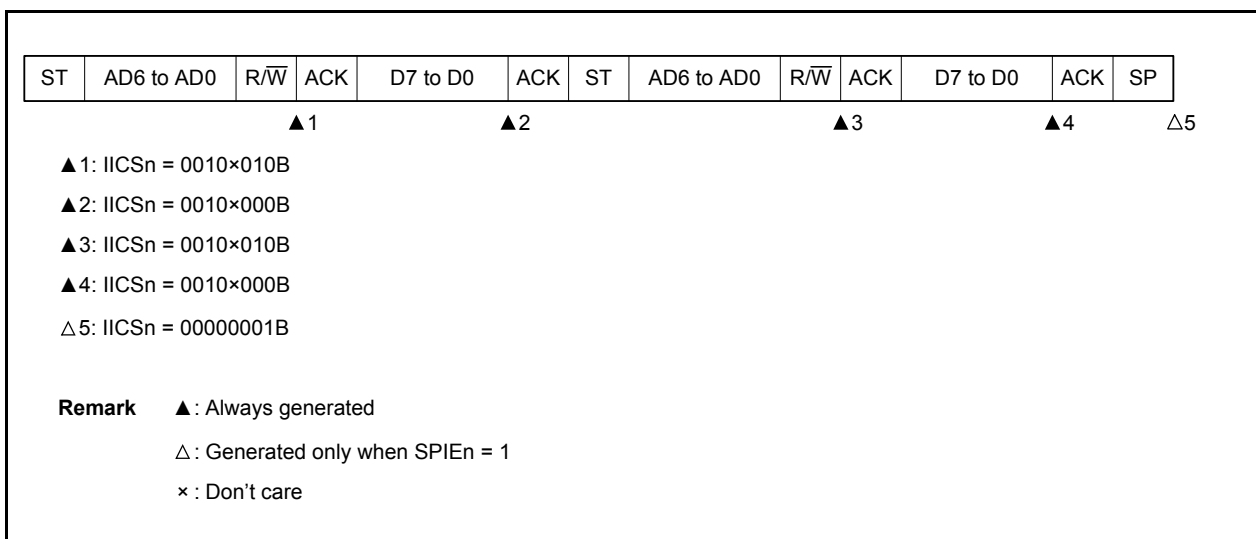 ST AD6 to AD0 R/W̅ ACK D7 to D0 ACK ST AD6 to AD0 R/W̅ ACK D7 to D0 ACK SP
▲1 ▲2 ▲3 ▲4 △5
▲1: IICSn = 0010×010B
▲2: IICSn = 0010×000B
▲3: IICSn = 0010×010B
▲4: IICSn = 0010×000B
△5: IICSn = 00000001B
Remark ▲: Always generated
△: Generated only when SPIEn = 1
× : Don’t care